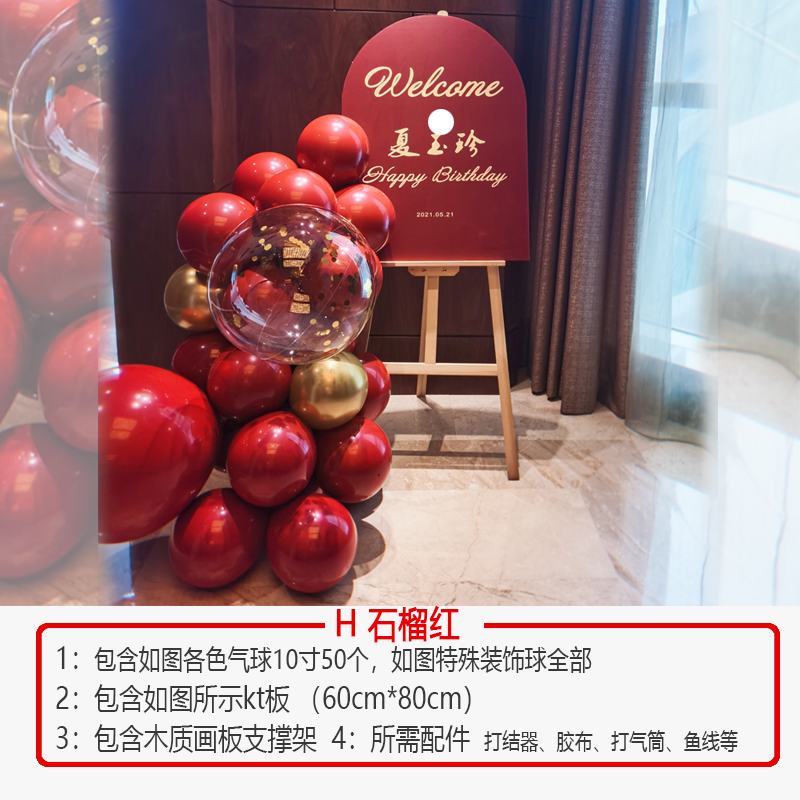 Welcome
夏玉珍
Happy Birthday
2021.05.21
H 石榴红
1：包含如图各色气球10寸50个，如图特殊装饰球全部
2：包含如图所示kt板 （60cm*80cm）
3：包含木质画板支撑架 4：所需配件 打结器、胶布、打气筒、鱼线等